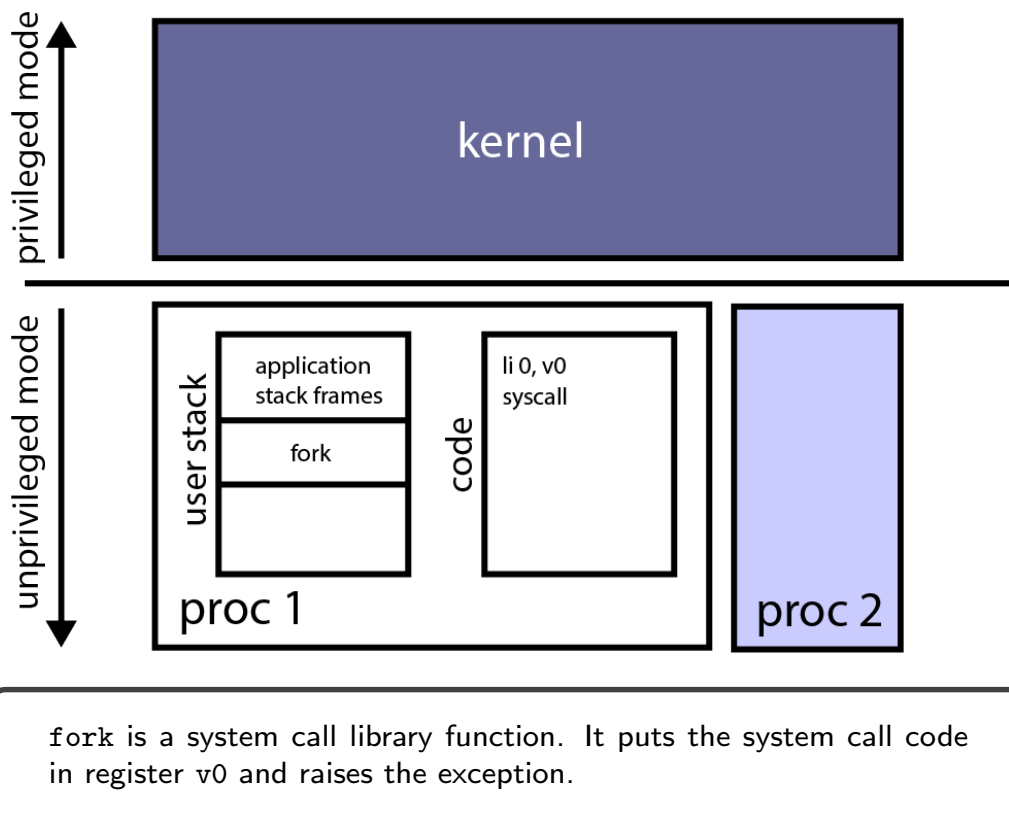 privileged mode
kernel
unprivileged mode
user stack
application
stack frames
fork
code
li 0, v0
syscall
proc 1
proc 2
fork is a system call library function. It puts the system call code
in register v0 and raises the exception.